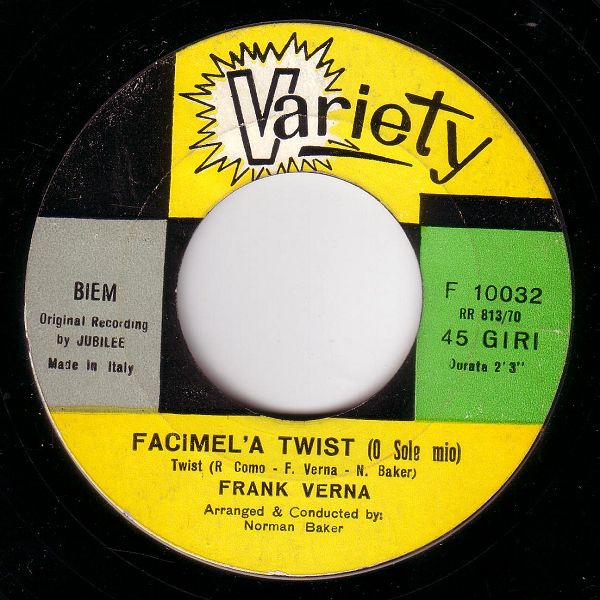 Variety
BIEM
Original Recording
by JUBILEE
Made in Italy
F 10032
RR 813/70
45 GIRI
Durata 2'3"
FACIMEL'A TWIST (O Sole mio)
Twist (R Como - F. Verna - N. Baker)
FRANK VERNA
Arranged & Conducted by:
Norman Baker